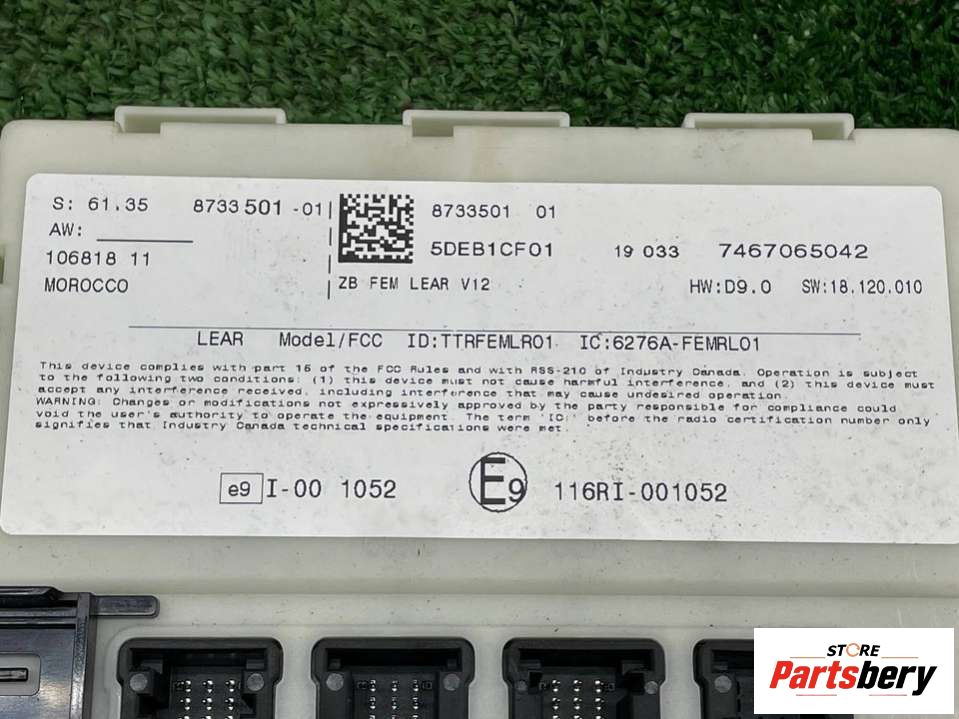 S: 61.35 8733 501 -01 8733501 01
AW:
5DEB1CF01 19 033 7467065042
106818 11
MOROCCO ZB FEM LEAR V12 HW:D9.0 SW:18.120.010
LEAR Model/FCC ID:TTRFEMLR01 IC:6276A-FEMRL01
This device complies with part 15 of the FCC Rules and with RSS-210 of Industry Canada. Operation is subject
to the following two conditions: (1) this device must not cause harmful interference, and (2) this device must
accept any interference received, including interference that may cause undesired operation.
WARNING: Changes or modifications not expressively approved by the party responsible for compliance could
void the user's authority to operate the equipment. The term 'IC:' before the radio certification number only
signifies that Industry Canada technical specifications were met.
e9 I-00 1052 E9 116RI-001052
STORE
Partsbery